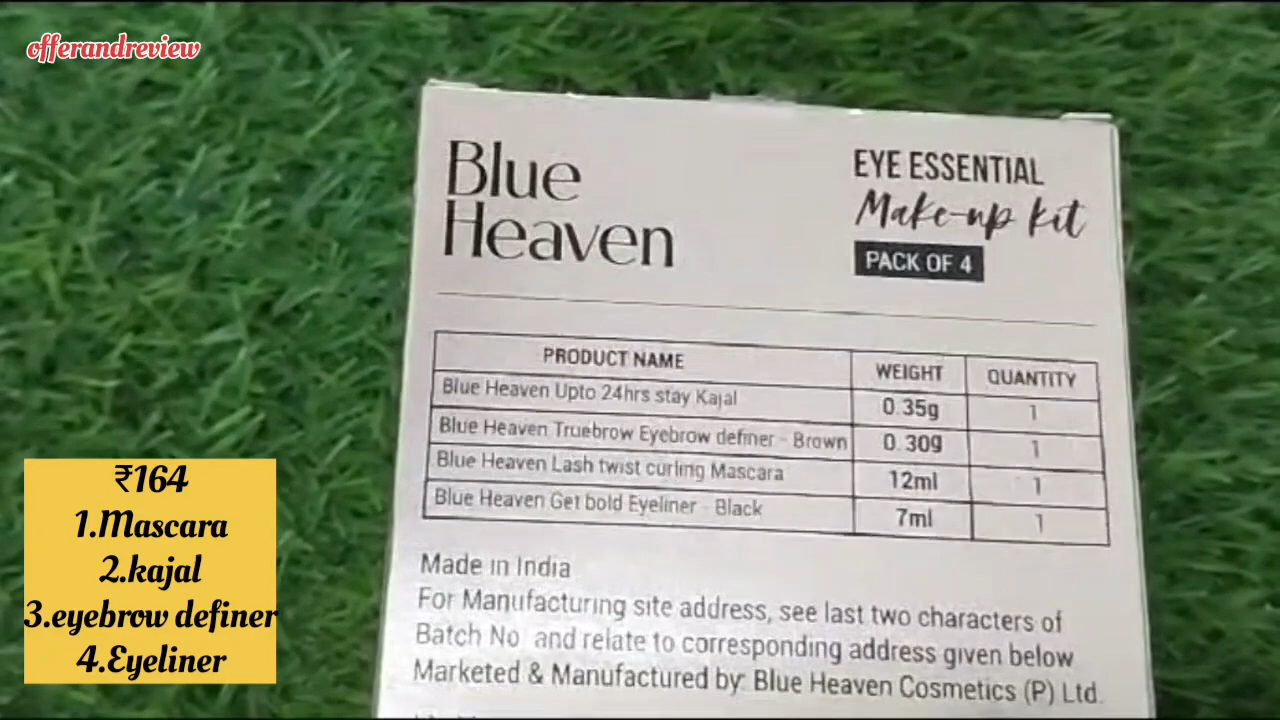 offerandreview
Blue
Heaven
EYE ESSENTIAL
Make-up kit
PACK OF 4
PRODUCT NAME WEIGHT QUANTITY
Blue Heaven Upto 24hrs stay Kajal 0.35g 1
Blue Heaven Truebrow Eyebrow definer - Brown 0.30g 1
Blue Heaven Lash twist curling Mascara 12ml 1
Blue Heaven Get bold Eyeliner - Black 7ml 1
Made in India
For Manufacturing site address, see last two characters of
Batch No and relate to corresponding address given below
Marketed & Manufactured by: Blue Heaven Cosmetics (P) Ltd.
₹164
1.Mascara
2.kajal
3.eyebrow definer
4.Eyeliner